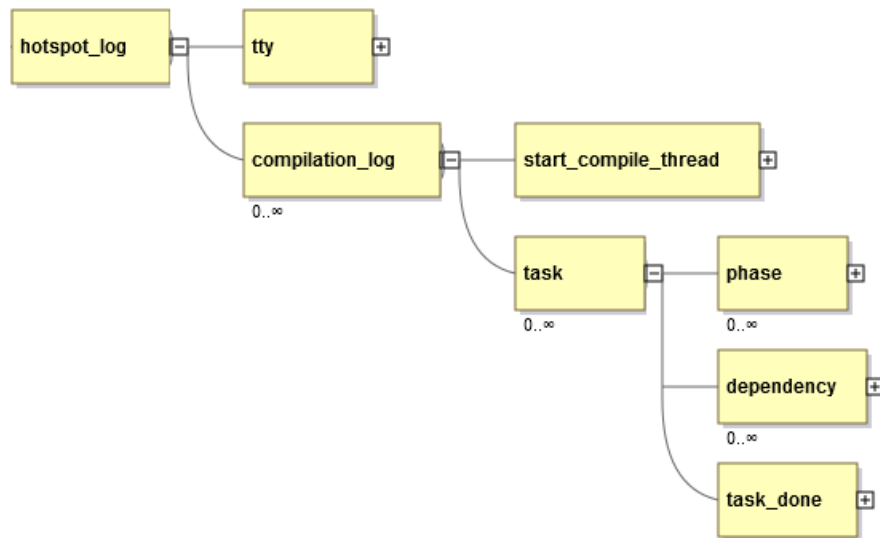 hotspot_log
tty
compilation_log
0..∞
start_compile_thread
task
0..∞
phase
0..∞
dependency
0..∞
task_done